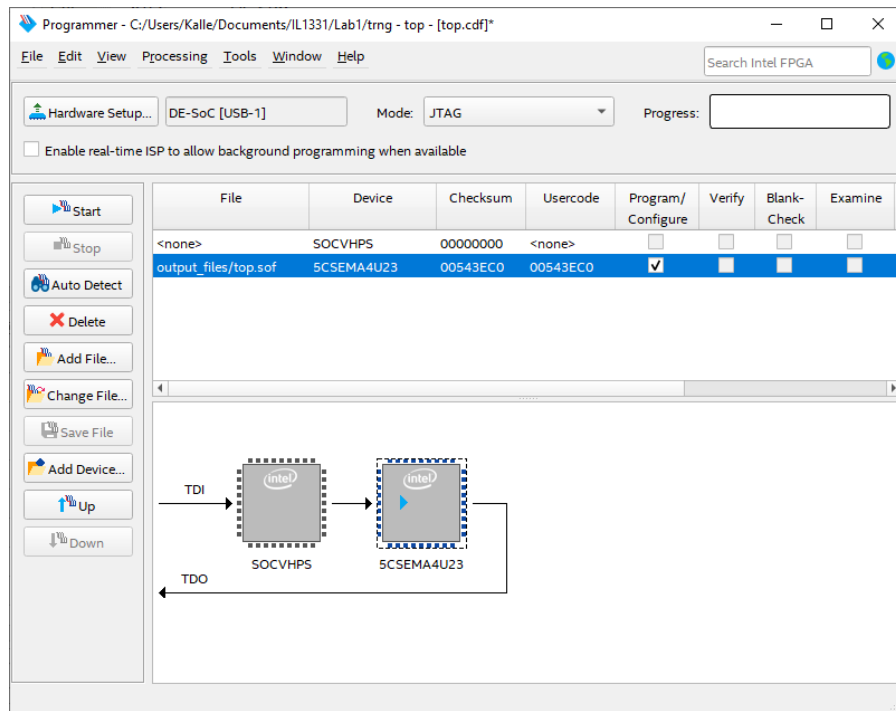 Programmer - C:/Users/Kalle/Documents/IL1331/Lab1/trng - top - [top.cdf]*
File Edit View Processing Tools Window Help
Search Intel FPGA
Hardware Setup... DE-SoC [USB-1] Mode: JTAG Progress:
Enable real-time ISP to allow background programming when available
Start
Stop
Auto Detect
Delete
Add File...
Change File...
Save File
Add Device...
Up
Down
File Device Checksum Usercode Program/ Verify Blank- Examine
Configure Check
<none> SOCVHPS 00000000 <none>
output_files/top.sof 5CSEMA4U23 00543EC0 00543EC0
TDI
intel
intel
SOCVHPS 5CSEMA4U23
TDO